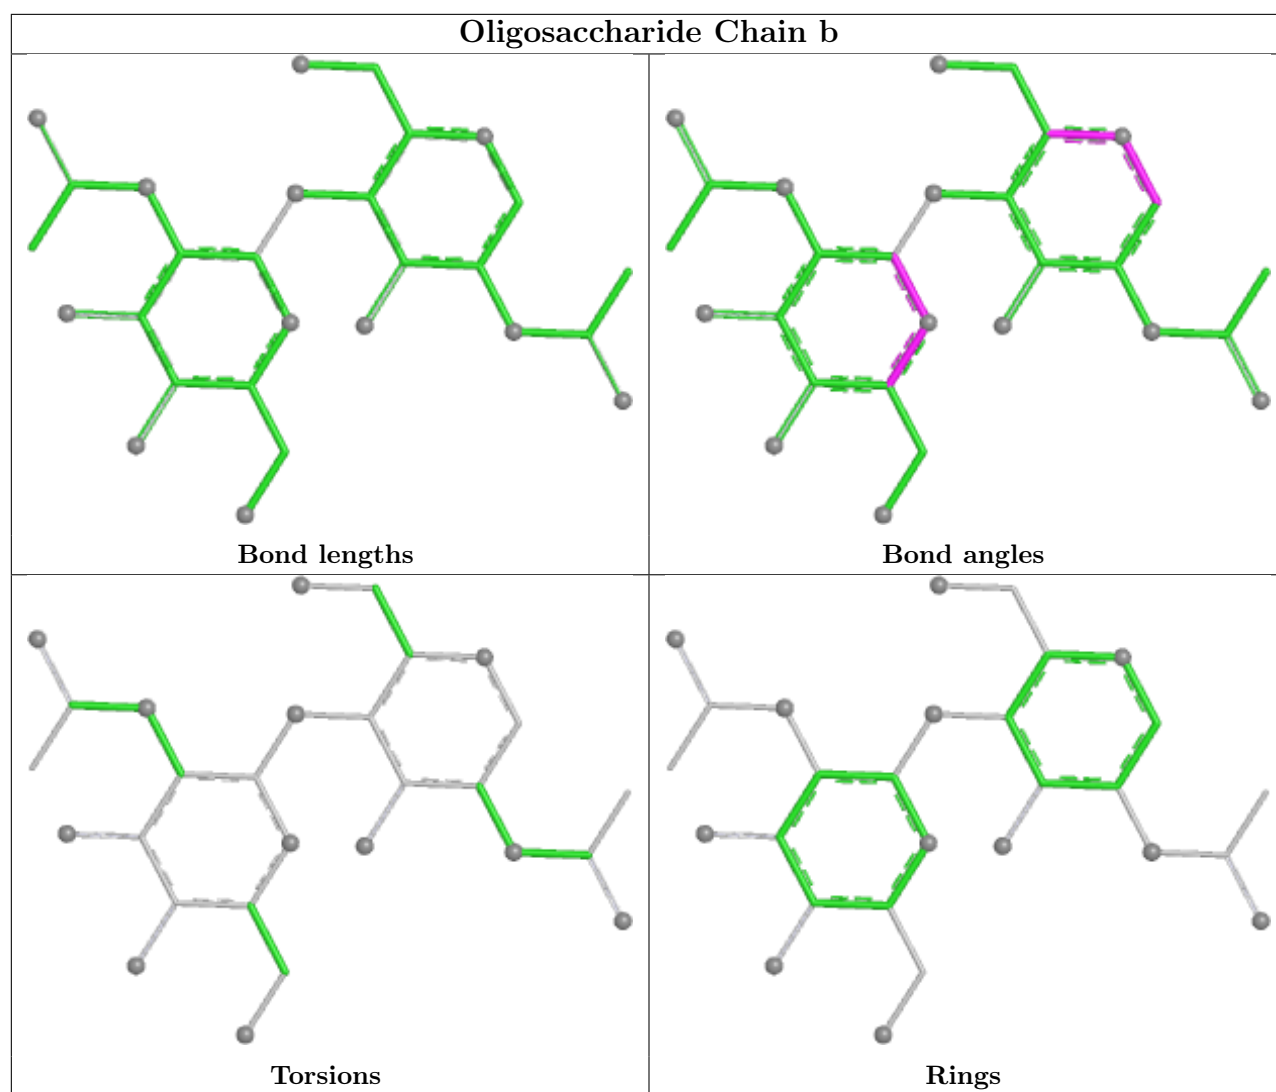 Oligosaccharide Chain b
Bond lengths
Bond angles
Torsions
Rings